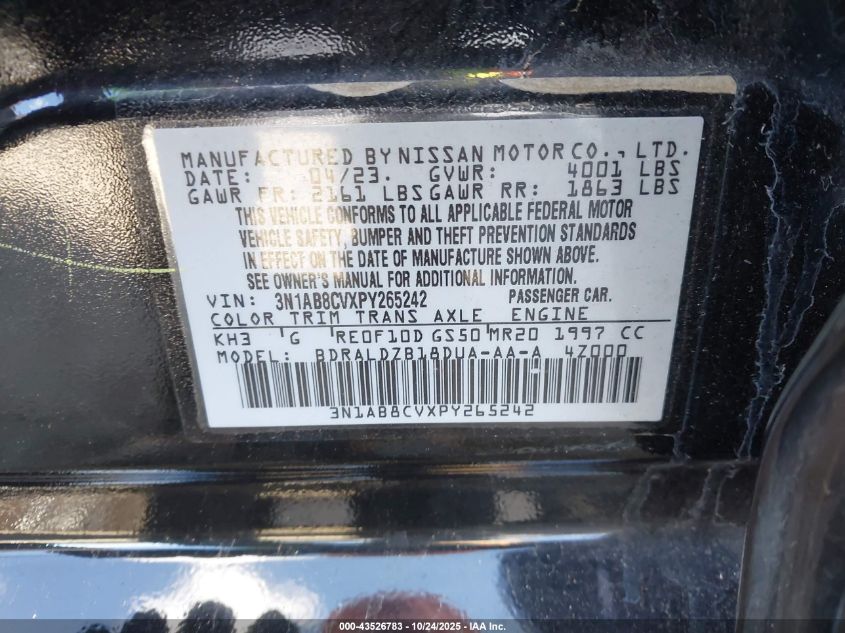 MANUFACTURED BY NISSAN MOTOR CO., LTD.
DATE: 04/23. GVWR: 4001 LBS
GAWR FR: 2161 LBS GAWR RR: 1863 LBS
THIS VEHICLE CONFORMS TO ALL APPLICABLE FEDERAL MOTOR
VEHICLE SAFETY, BUMPER AND THEFT PREVENTION STANDARDS
IN EFFECT ON THE DATE OF MANUFACTURE SHOWN ABOVE.
SEE OWNER'S MANUAL FOR ADDITIONAL INFORMATION.
VIN: 3N1AB8CVXPY265242 PASSENGER CAR.
COLOR TRIM TRANS AXLE ENGINE
KH3 G RE0F10D GS50 MR20 1997 CC
MODEL: BDRALDZB18DUA-AA-A 4Z000
3N1AB8CVXPY265242
000-43526783 - 10/24/2025 - IAA, Inc.